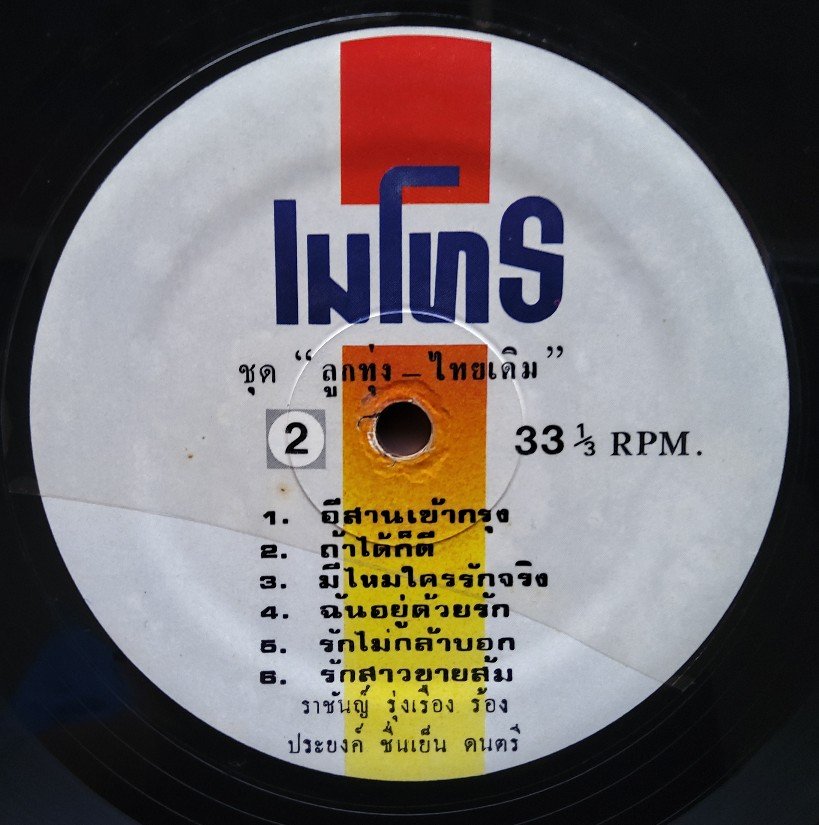 เมโทร
ชุด “ลูกทุ่ง – ไทยเดิม”
2
33 ⅓ RPM.
1. อีสานเข้ากรุง
2. ถ้าได้ก็ดี
3. มีไหมใครรักจริง
4. ฉันอยู่ด้วยรัก
5. รักไม่กล้าบอก
6. รักสาวขายส้ม
ราชันญ์ รุ่งเรือง ร้อง
ประยงค์ ชื่นเย็น ดนตรี